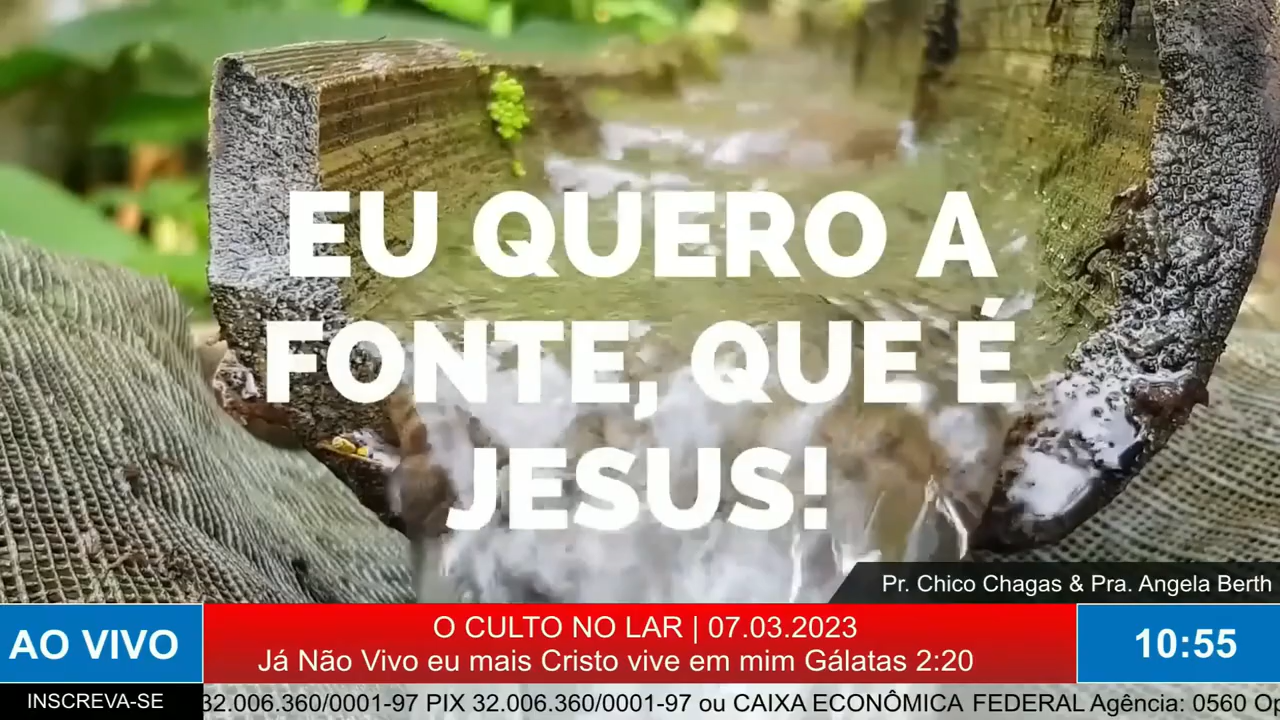 EU QUERO A
FONTE, QUE É
JESUS!
Pr. Chico Chagas & Pra. Angela Berth
AO VIVO
O CULTO NO LAR | 07.03.2023
Já Não Vivo eu mais Cristo vive em mim Gálatas 2:20
10:55
INSCREVA-SE
32.006.360/0001-97 PIX 32.006.360/0001-97 ou CAIXA ECONÔMICA FEDERAL Agência: 0560 Op